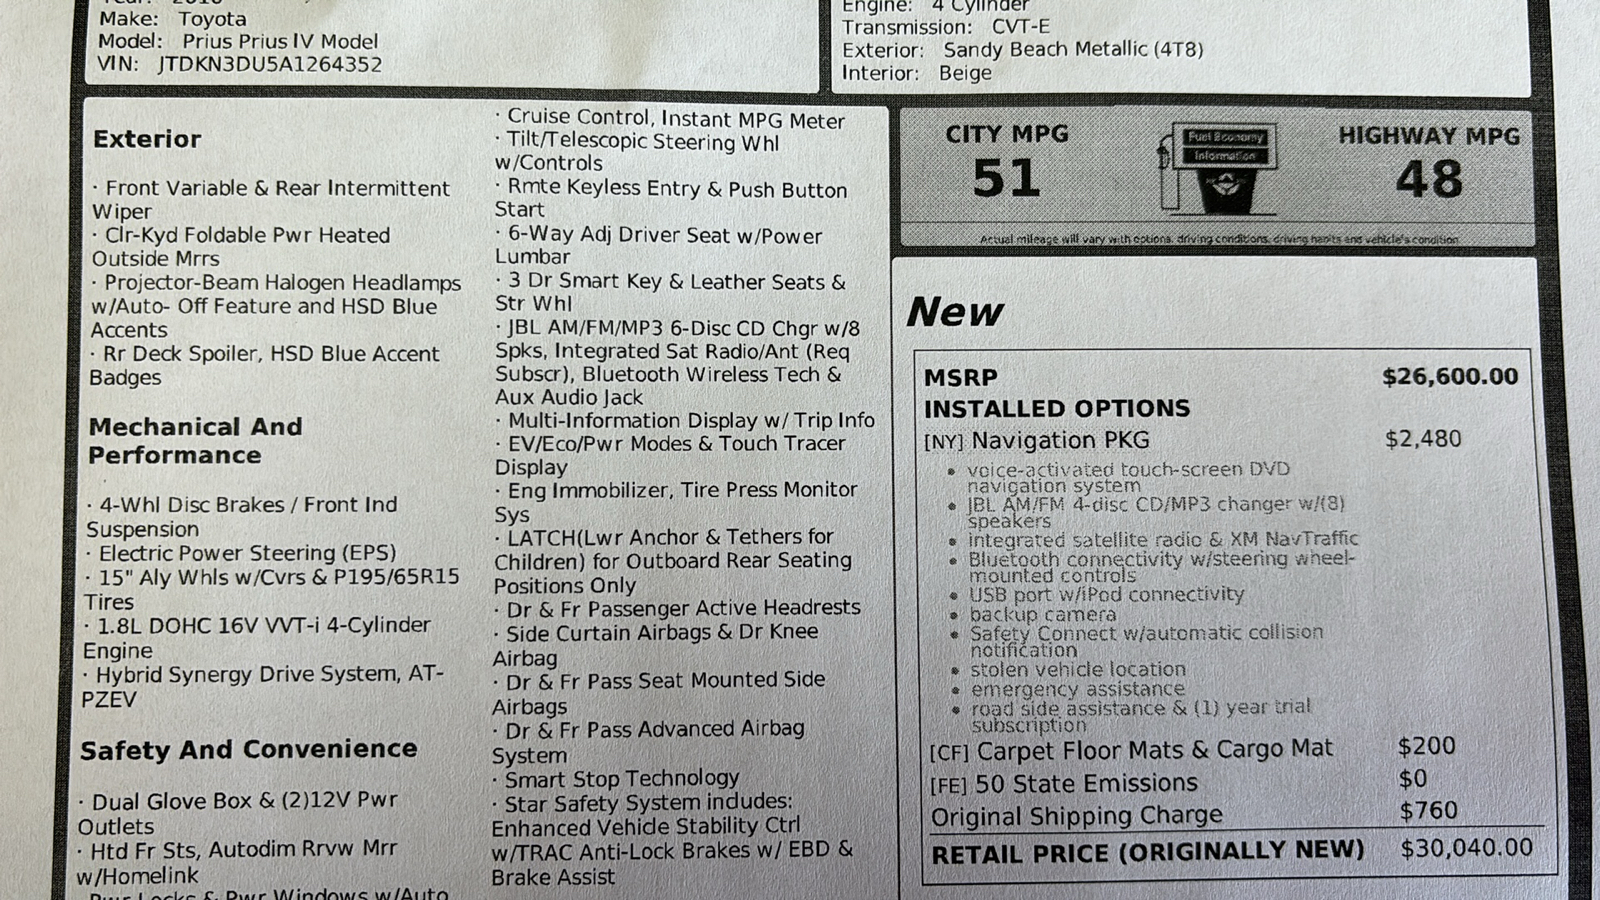 Make: Toyota
Model: Prius Prius IV Model
VIN: JTDKN3DU5A1264352
Engine: 4 Cylinder
Transmission: CVT-E
Exterior: Sandy Beach Metallic (4T8)
Interior: Beige
Exterior
· Front Variable & Rear Intermittent
Wiper
· Clr-Kyd Foldable Pwr Heated
Outside Mrrs
· Projector-Beam Halogen Headlamps
w/Auto- Off Feature and HSD Blue
Accents
· Rr Deck Spoiler, HSD Blue Accent
Badges
Mechanical And
Performance
· 4-Whl Disc Brakes / Front Ind
Suspension
· Electric Power Steering (EPS)
· 15" Aly Whls w/Cvrs & P195/65R15
Tires
· 1.8L DOHC 16V VVT-i 4-Cylinder
Engine
· Hybrid Synergy Drive System, AT-
PZEV
Safety And Convenience
· Dual Glove Box & (2)12V Pwr
Outlets
· Htd Fr Sts, Autodim Rrvw Mrr
w/Homelink
· Pwr Locks & Pwr Windows w/Auto
· Cruise Control, Instant MPG Meter
· Tilt/Telescopic Steering Whl
w/Controls
· Rmte Keyless Entry & Push Button
Start
· 6-Way Adj Driver Seat w/Power
Lumbar
· 3 Dr Smart Key & Leather Seats &
Str Whl
· JBL AM/FM/MP3 6-Disc CD Chgr w/8
Spks, Integrated Sat Radio/Ant (Req
Subscr), Bluetooth Wireless Tech &
Aux Audio Jack
· Multi-Information Display w/ Trip Info
· EV/Eco/Pwr Modes & Touch Tracer
Display
· Eng Immobilizer, Tire Press Monitor
Sys
· LATCH(Lwr Anchor & Tethers for
Children) for Outboard Rear Seating
Positions Only
· Dr & Fr Passenger Active Headrests
· Side Curtain Airbags & Dr Knee
Airbag
· Dr & Fr Pass Seat Mounted Side
Airbags
· Dr & Fr Pass Advanced Airbag
System
· Smart Stop Technology
· Star Safety System includes:
Enhanced Vehicle Stability Ctrl
w/TRAC Anti-Lock Brakes w/ EBD &
Brake Assist
CITY MPG
51
Fuel Economy
Information
HIGHWAY MPG
48
Actual mileage will vary with options, driving conditions, driving habits and vehicle's condition
New
MSRP $26,600.00
INSTALLED OPTIONS
[NY] Navigation PKG $2,480
• voice-activated touch-screen DVD
navigation system
• JBL AM/FM 4-disc CD/MP3 changer w/(8)
speakers
• integrated satellite radio & XM NavTraffic
• Bluetooth connectivity w/steering wheel-
mounted controls
• USB port w/iPod connectivity
• backup camera
• Safety Connect w/automatic collision
notification
• stolen vehicle location
• emergency assistance
• road side assistance & (1) year trial
subscription
[CF] Carpet Floor Mats & Cargo Mat $200
[FE] 50 State Emissions $0
Original Shipping Charge $760
RETAIL PRICE (ORIGINALLY NEW) $30,040.00